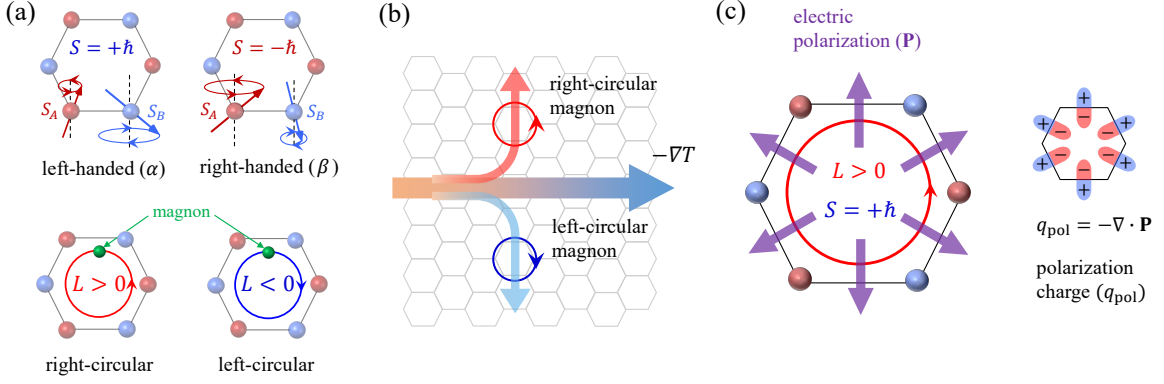 (a)
S = +ħ
S = −ħ
S_A
S_B
S_A
S_B
left-handed (α)
right-handed (β)
magnon
L > 0
L < 0
right-circular
left-circular
(b)
right-circular
magnon
−∇T
left-circular
magnon
(c)
electric
polarization (P)
L > 0
S = +ħ
+
+
+
+
+
+
−
−
−
−
−
−
q_pol = −∇ · P
polarization
charge (q_pol)